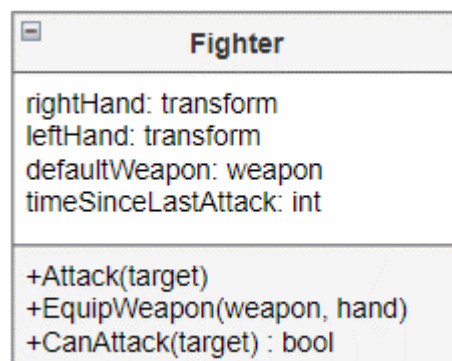 Fighter
rightHand: transform
leftHand: transform
defaultWeapon: weapon
timeSinceLastAttack: int
+Attack(target)
+EquipWeapon(weapon, hand)
+CanAttack(target) : bool